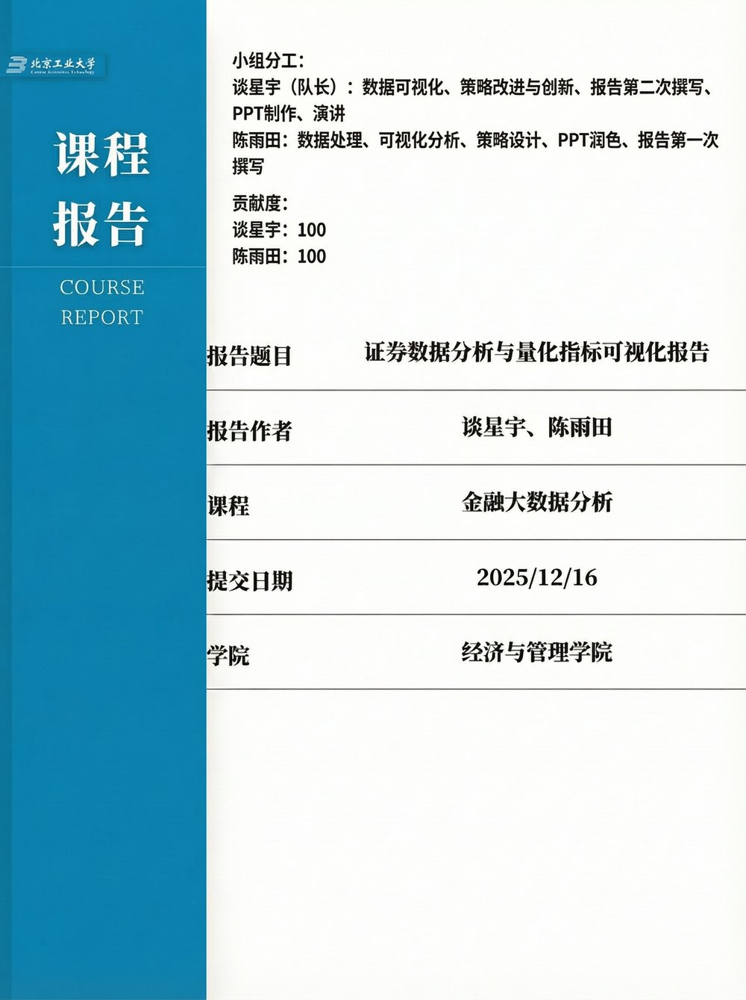 北京工业大学
课程
报告
COURSE
REPORT
小组分工：
谈星宇（队长）：数据可视化、策略改进与创新、报告第二次撰写、
PPT制作、演讲
陈雨田：数据处理、可视化分析、策略设计、PPT润色、报告第一次
撰写
贡献度：
谈星宇：100
陈雨田：100
报告题目 证券数据分析与量化指标可视化报告
报告作者 谈星宇、陈雨田
课程 金融大数据分析
提交日期 2025/12/16
学院 经济与管理学院